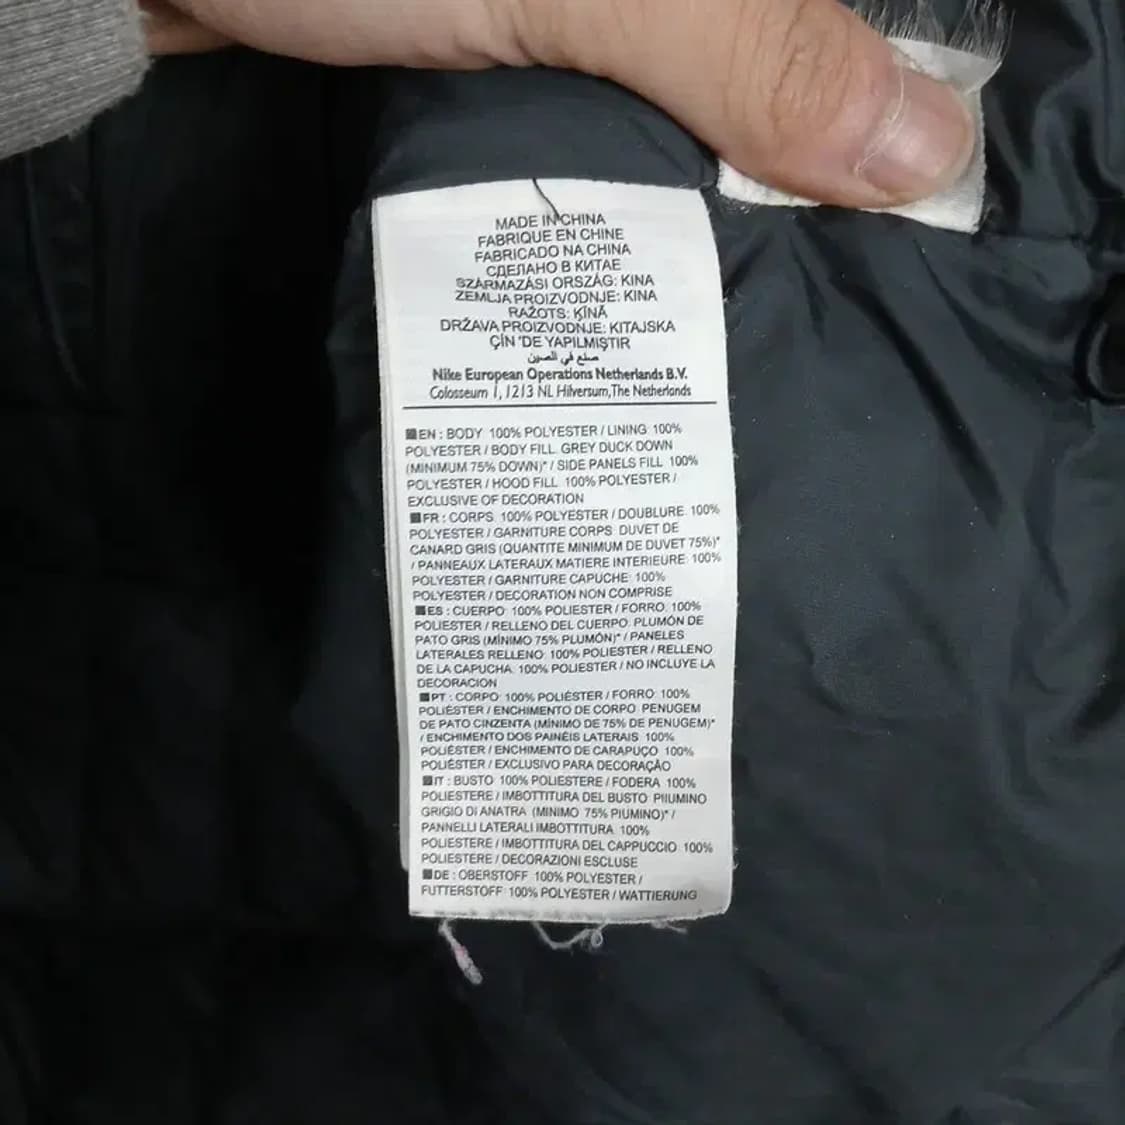 MADE IN CHINA
FABRIQUE EN CHINE
FABRICADO NA CHINA
СДЕЛАНО В КИТАЕ
SZÁRMAZÁSI ORSZÁG: KINA
ZEMLJA PROIZVODNJE: KINA
RAŽOTS: ĶĪNĀ
DRŽAVA PROIZVODNJE: KITAJSKA
ÇİN 'DE YAPILMIŞTIR
صنع في الصين
Nike European Operations Netherlands B.V.
Colosseum 1, 1213 NL Hilversum, The Netherlands
EN : BODY 100% POLYESTER / LINING: 100%
POLYESTER / BODY FILL. GREY DUCK DOWN
(MINIMUM 75% DOWN)* / SIDE PANELS FILL 100%
POLYESTER / HOOD FILL 100% POLYESTER /
EXCLUSIVE OF DECORATION
FR : CORPS 100% POLYESTER / DOUBLURE. 100%
POLYESTER / GARNITURE CORPS: DUVET DE
CANARD GRIS (QUANTITE MINIMUM DE DUVET 75%)*
/ PANNEAUX LATERAUX MATIERE INTERIEURE: 100%
POLYESTER / GARNITURE CAPUCHE: 100%
POLYESTER / DECORATION NON COMPRISE
ES : CUERPO: 100% POLIESTER / FORRO. 100%
POLIESTER / RELLENO DEL CUERPO: PLUMÓN DE
PATO GRIS (MÍNIMO 75% PLUMÓN)* / PANELES
LATERALES RELLENO: 100% POLIESTER / RELLENO
DE LA CAPUCHA. 100% POLIESTER / NO INCLUYE LA
DECORACION
PT : CORPO: 100% POLIÉSTER / FORRO: 100%
POLIÉSTER / ENCHIMENTO DE CORPO: PENUGEM
DE PATO CINZENTA (MÍNIMO DE 75% DE PENUGEM)*
/ ENCHIMENTO DOS PAINÉIS LATERAIS: 100%
POLIÉSTER / ENCHIMENTO DE CARAPUÇO: 100%
POLIÉSTER / EXCLUSIVO PARA DECORAÇÃO
IT : BUSTO: 100% POLIESTERE / FODERA: 100%
POLIESTERE / IMBOTTITURA DEL BUSTO: PIIUMINO
GRIGIO DI ANATRA (MINIMO 75% PIUMINO)* /
PANNELLI LATERALI IMBOTTITURA: 100%
POLIESTERE / IMBOTTITURA DEL CAPPUCCIO: 100%
POLIESTERE / DECORAZIONI ESCLUSE
DE : OBERSTOFF: 100% POLYESTER /
FUTTERSTOFF: 100% POLYESTER / WATTIERUNG